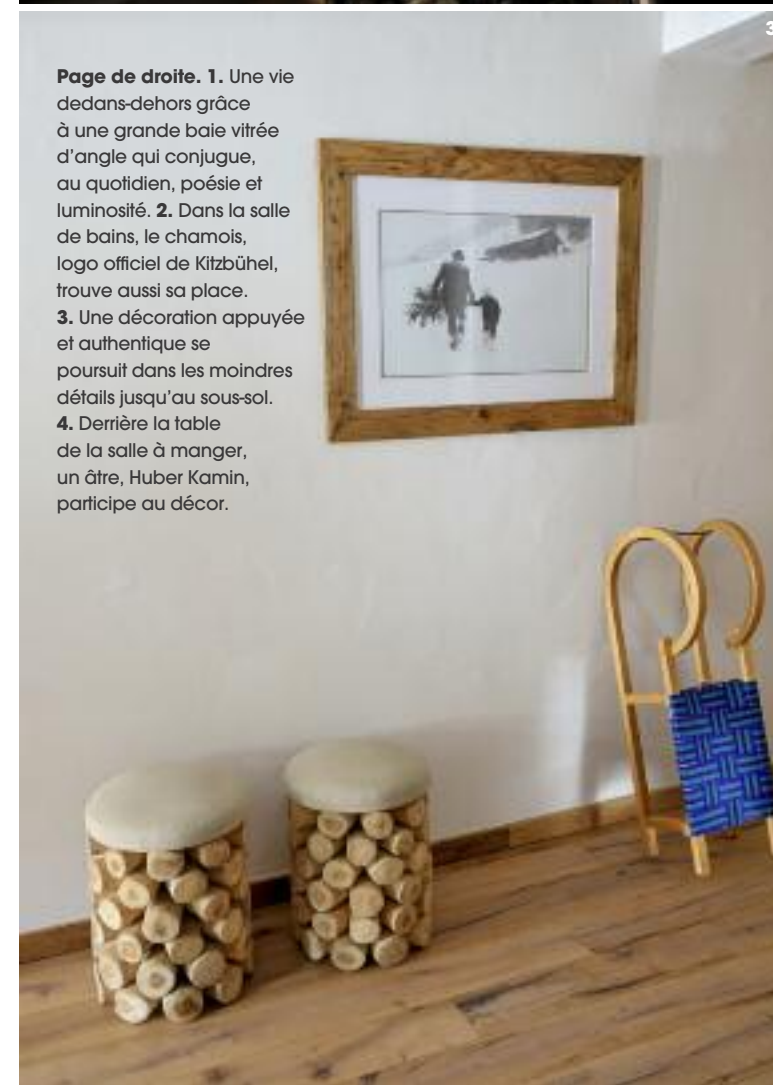 3
Page de droite. 1. Une vie
dedans-dehors grâce
à une grande baie vitrée
d’angle qui conjugue,
au quotidien, poésie et
luminosité. 2. Dans la salle
de bains, le chamois,
logo officiel de Kitzbühel,
trouve aussi sa place.
3. Une décoration appuyée
et authentique se
poursuit dans les moindres
détails jusqu’au sous-sol.
4. Derrière la table
de la salle à manger,
un âtre, Huber Kamin,
participe au décor.